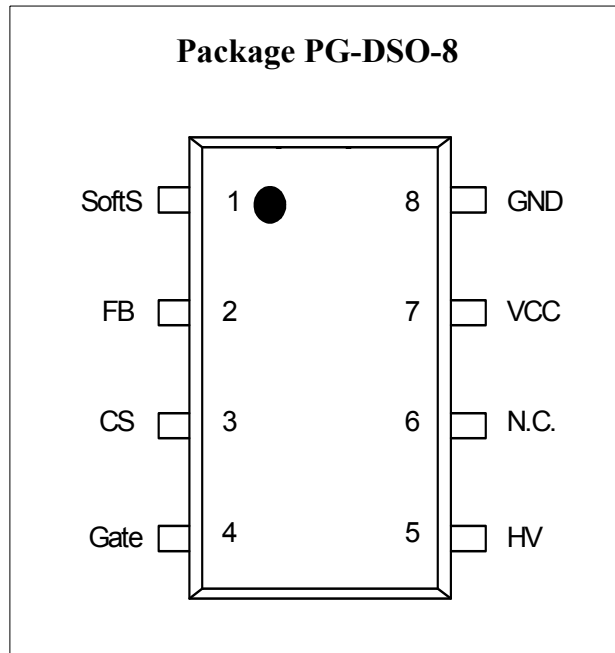 Package PG-DSO-8
SoftS 1 8 GND
FB 2 7 VCC
CS 3 6 N.C.
Gate 4 5 HV